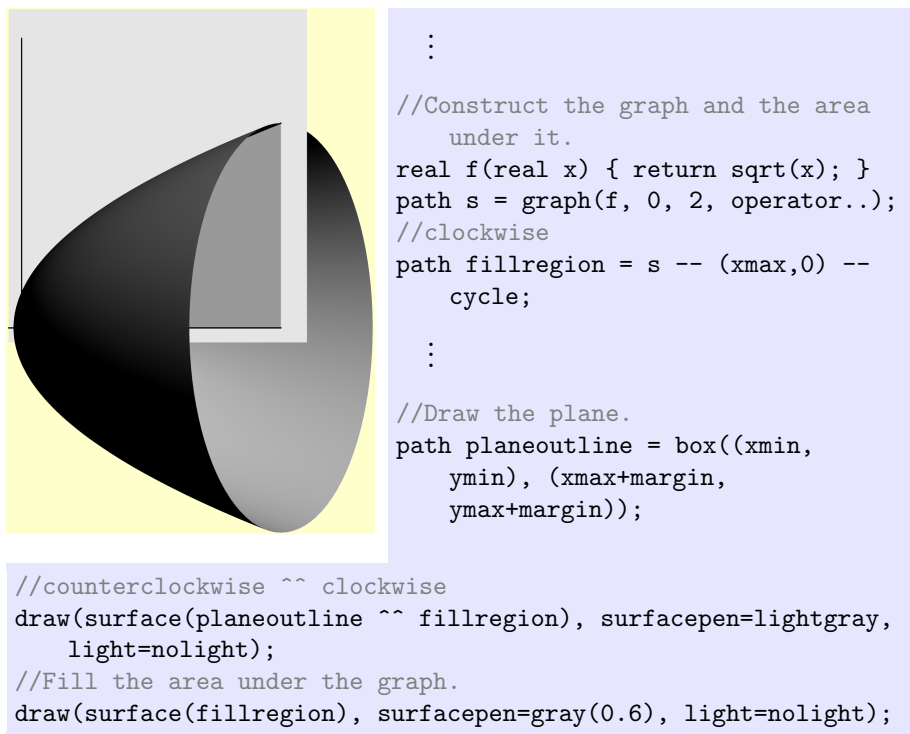 ⋮
//Construct the graph and the area
under it.
real f(real x) { return sqrt(x); }
path s = graph(f, 0, 2, operator..);
//clockwise
path fillregion = s -- (xmax,0) --
cycle;
⋮
//Draw the plane.
path planeoutline = box((xmin,
ymin), (xmax+margin,
ymax+margin));
//counterclockwise ^^ clockwise
draw(surface(planeoutline ^^ fillregion), surfacepen=lightgray,
light=nolight);
//Fill the area under the graph.
draw(surface(fillregion), surfacepen=gray(0.6), light=nolight);